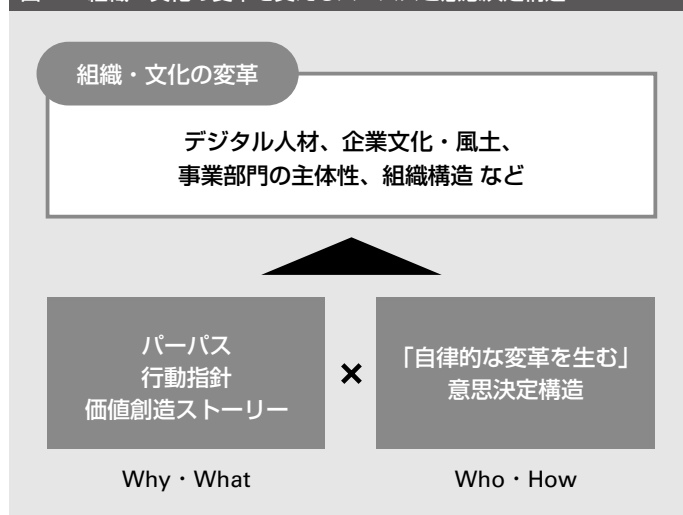 組織・文化の変革
デジタル人材、企業文化・風土、
事業部門の主体性、組織構造 など
パーパス
行動指針
価値創造ストーリー
×
「自律的な変革を生む」
意思決定構造
Why・What
Who・How